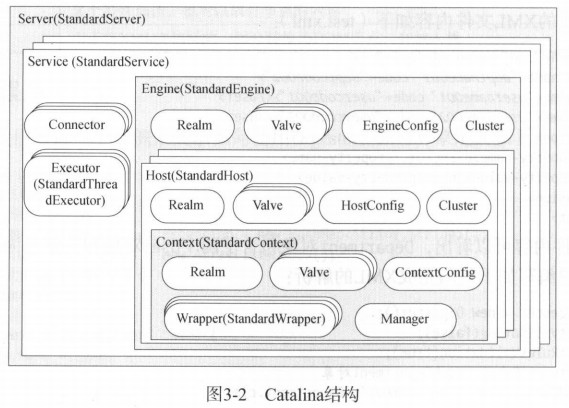 Server(StandardServer)
Service (StandardService)
Engine(StandardEngine)
Connector
Realm
Valve
EngineConfig
Cluster
Executor
(StandardThrea
dExecutor)
Host(StandardHost)
Realm
Valve
HostConfig
Cluster
Context(StandardContext)
Realm
Valve
ContextConfig
Wrapper(StandardWrapper)
Manager
图3-2 Catalina结构